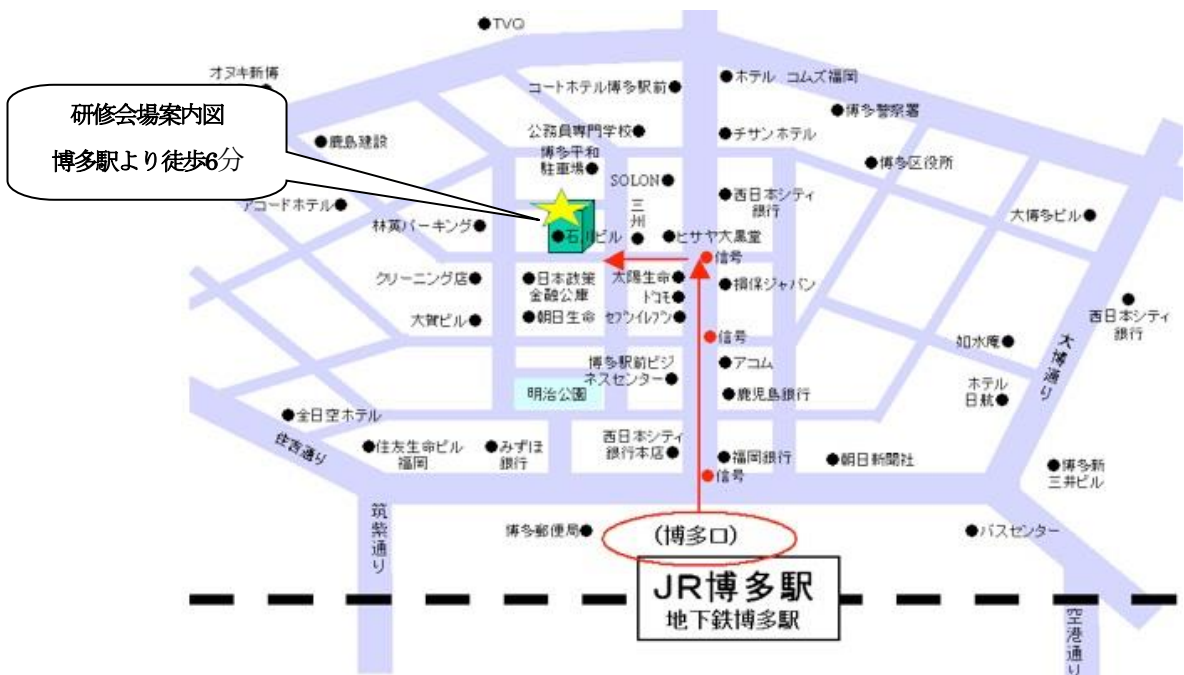 TVQ
オヌキ新博
研修会場案内図
博多駅より徒歩6分
コートホテル博多駅前
ホテル コムズ福岡
博多警察署
鹿島建設
公務員専門学校
チサンホテル
博多平和
駐車場
博多区役所
SOLON
西日本シティ
銀行
アコードホテル
三州
大博多ビル
林英パーキング
石川ビル
ヒサヤ大黒堂
信号
クリーニング店
日本政策
金融公庫
太陽生命
損保ジャパン
ドコモ
西日本シティ
銀行
大賀ビル
朝日生命
セブンイレブン
信号
如水庵
大博通り
博多駅前ビジ
ネスセンター
アコム
ホテル
日航
明治公園
鹿児島銀行
全日空ホテル
住吉通り
住友生命ビル
福岡
みずほ
銀行
西日本シティ
銀行本店
福岡銀行
朝日新聞社
博多新
三井ビル
信号
筑紫通り
博多郵便局
(博多口)
バスセンター
JR博多駅
地下鉄博多駅
空港通り